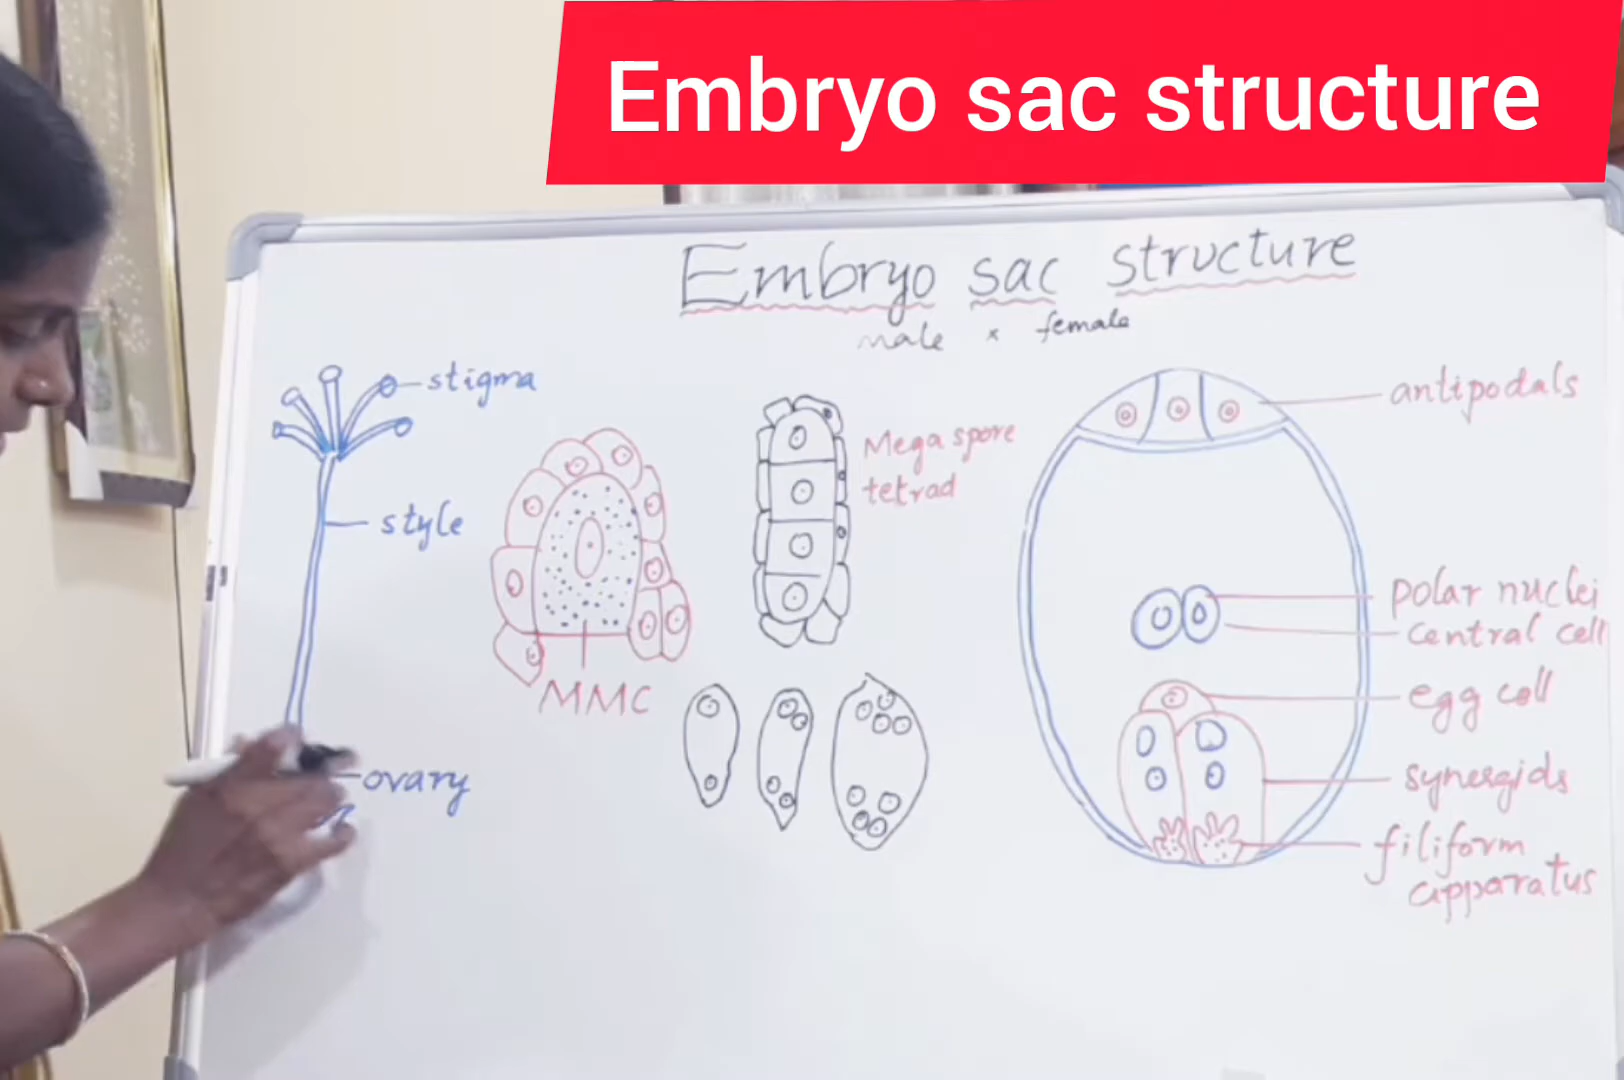 Embryo sac structure
Embryo sac structure
male x female
stigma
style
ovary
MMC
Mega spore
tetrad
antipodals
polar nuclei
central cell
egg cell
synergids
filiform
apparatus